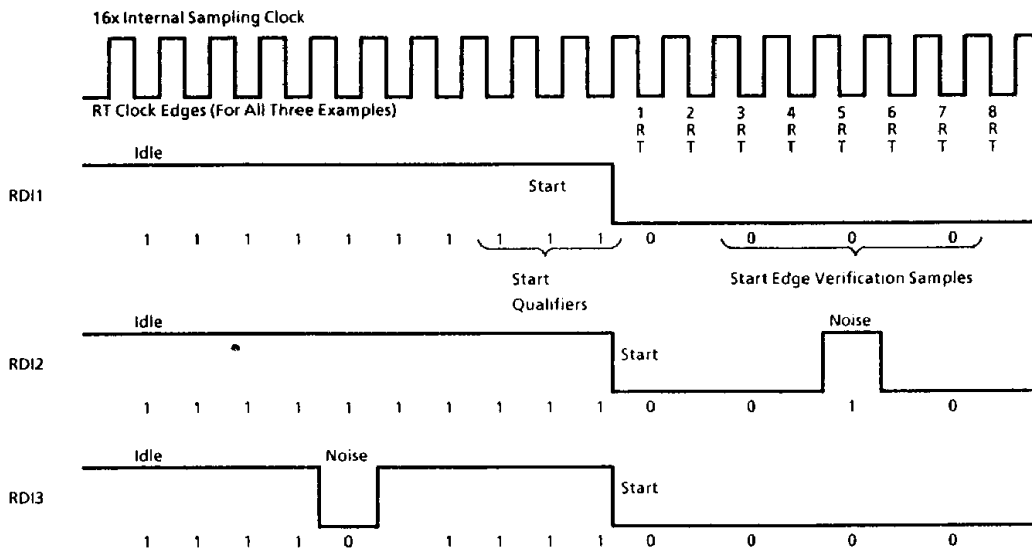 16x Internal Sampling Clock
RT Clock Edges (For All Three Examples)
1 2 3 4 5 6 7 8
R R R R R R R R
T T T T T T T T
Idle
RDI1
Start
1 1 1 1 1 1 1 1 1 1 0 0 0 0
Start
Qualifiers
Start Edge Verification Samples
Idle
Noise
RDI2
Start
1 1 1 1 1 1 1 1 1 1 0 0 1 0
Idle
Noise
RDI3
Start
1 1 1 1 0 1 1 1 1 0 0 0 0